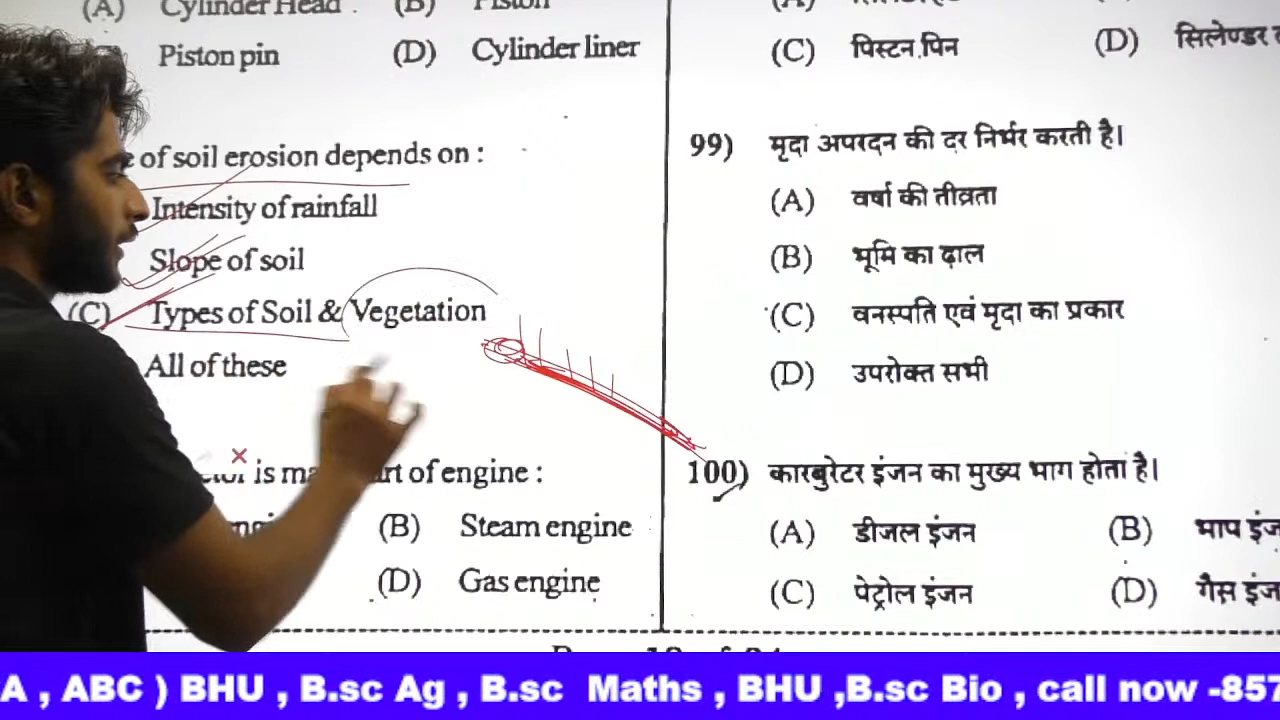 (A) Cylinder Head . (B) Piston
Piston pin (D) Cylinder liner
of soil erosion depends on :
Intensity of rainfall
Slope of soil
(C) Types of Soil & Vegetation
All of these
is ma of engine :
(B) Steam engine
(D) Gas engine
(A)
(C) पिस्टन पिन (D) सिलेण्डर
99) मृदा अपरदन की दर निर्भर करती है।
(A) वर्षा की तीव्रता
(B) भूमि का ढ़ाल
(C) वनस्पति एवं मृदा का प्रकार
(D) उपरोक्त सभी
100) कारबुरेटर इंजन का मुख्य भाग होता है।
(A) डीजल इंजन (B) भाप
(C) पेट्रोल इंजन (D) गैस
A , ABC ) BHU , B.sc Ag , B.sc Maths , BHU ,B.sc Bio , call now -857